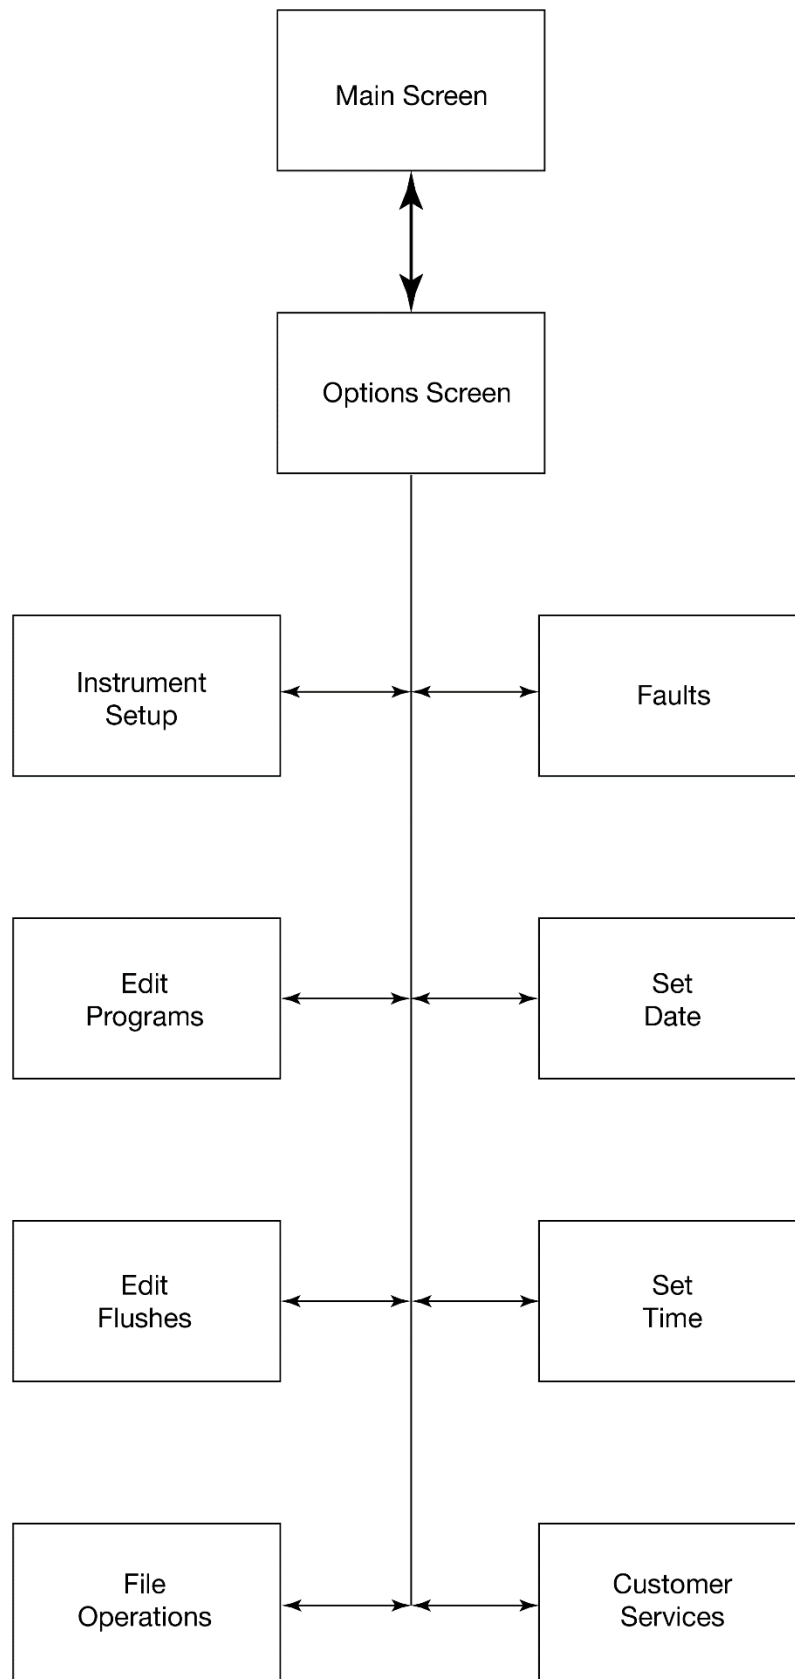 Main Screen
Options Screen
Instrument
Setup
Faults
Edit
Programs
Set
Date
Edit
Flushes
Set
Time
File
Operations
Customer
Services